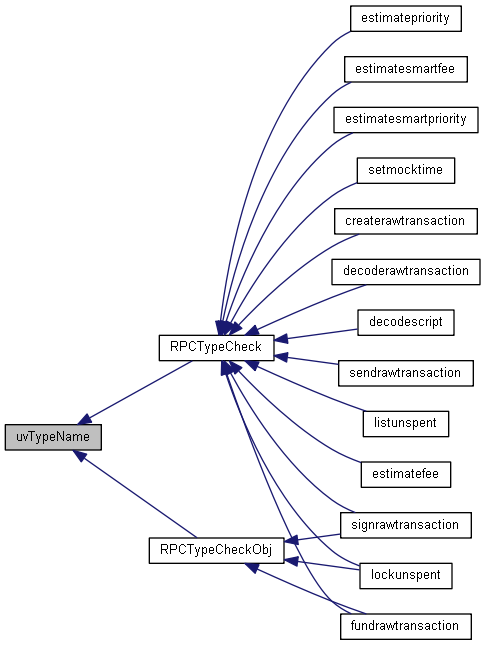 estimatepriority
estimatesmartfee
estimatesmartpriority
setmocktime
createrawtransaction
decoderawtransaction
decodescript
RPCTypeCheck
sendrawtransaction
listunspent
uvTypeName
estimatefee
signrawtransaction
RPCTypeCheckObj
lockunspent
fundrawtransaction